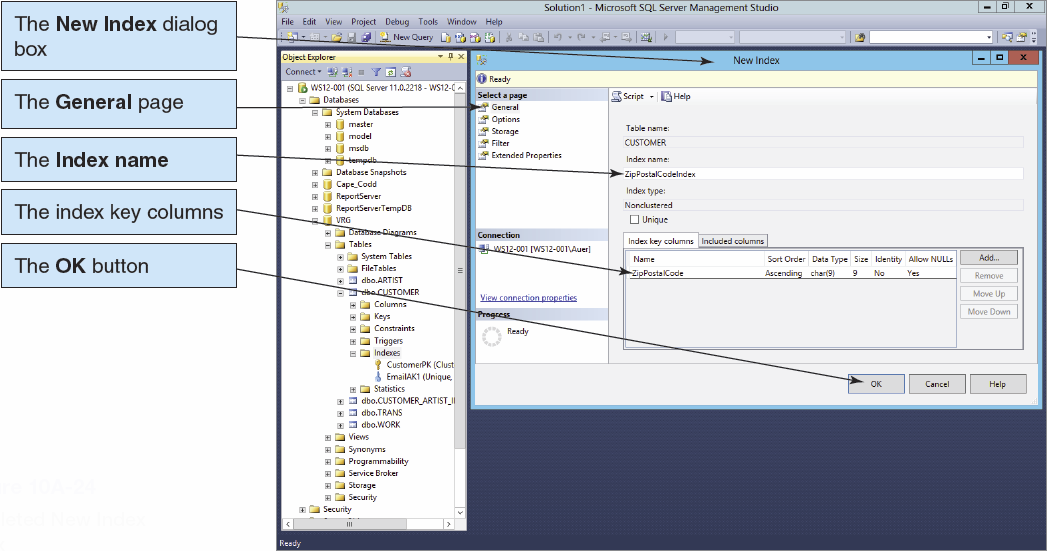 The New Index dialog
box
The General page
The Index name
The index key columns
The OK button
Solution1 - Microsoft SQL Server Management Studio
File Edit View Project Debug Tools Window Help
New Query
Object Explorer
Connect
WS12-001 (SQL Server 11.0.2218 - WS12-0
Databases
System Databases
master
model
msdb
tempdb
Database Snapshots
Cape_Codd
ReportServer
ReportServerTempDB
VRG
Database Diagrams
Tables
System Tables
FileTables
dbo.ARTIST
dbo.CUSTOMER
Columns
Keys
Constraints
Triggers
Indexes
CustomerPK (Clust
EmailAK1 (Unique,
Statistics
dbo.CUSTOMER_ARTIST_I
dbo.TRANS
dbo.WORK
Views
Synonyms
Programmability
Service Broker
Storage
Security
Security
Ready
New Index
Ready
Select a page
General
Options
Storage
Filter
Extended Properties
Connection
WS12-001 [WS12-001\Auer]
View connection properties
Progress
Ready
Script Help
Table name:
CUSTOMER
Index name:
ZipPostalCodeIndex
Index type:
Nonclustered
Unique
Index key columns Included columns
Name Sort Order Data Type Size Identity Allow NULLs
ZipPostalCode Ascending char(9) 9 No Yes
Add...
Remove
Move Up
Move Down
OK Cancel Help